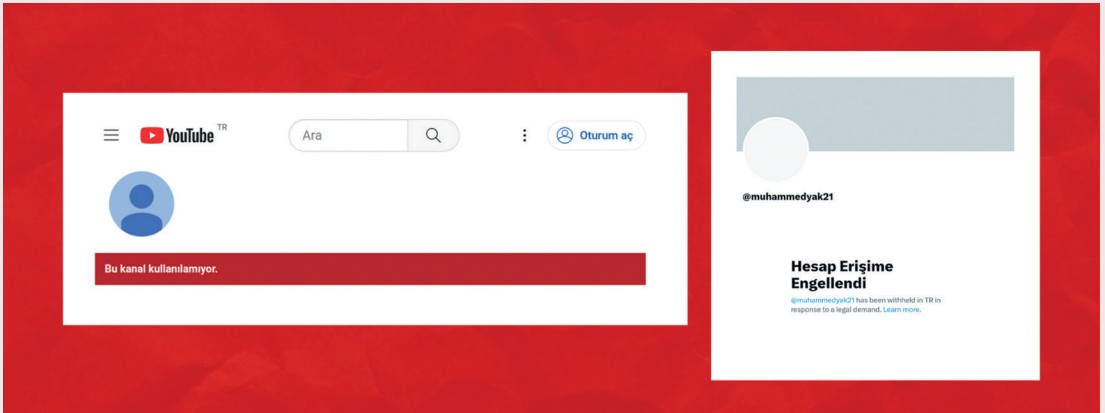 YouTube TR
Ara
Oturum aç
Bu kanal kullanılamıyor.
@muhammedyak21
Hesap Erişime
Engellendi
@muhammedyak21 has been withheld in TR in
response to a legal demand. Learn more.